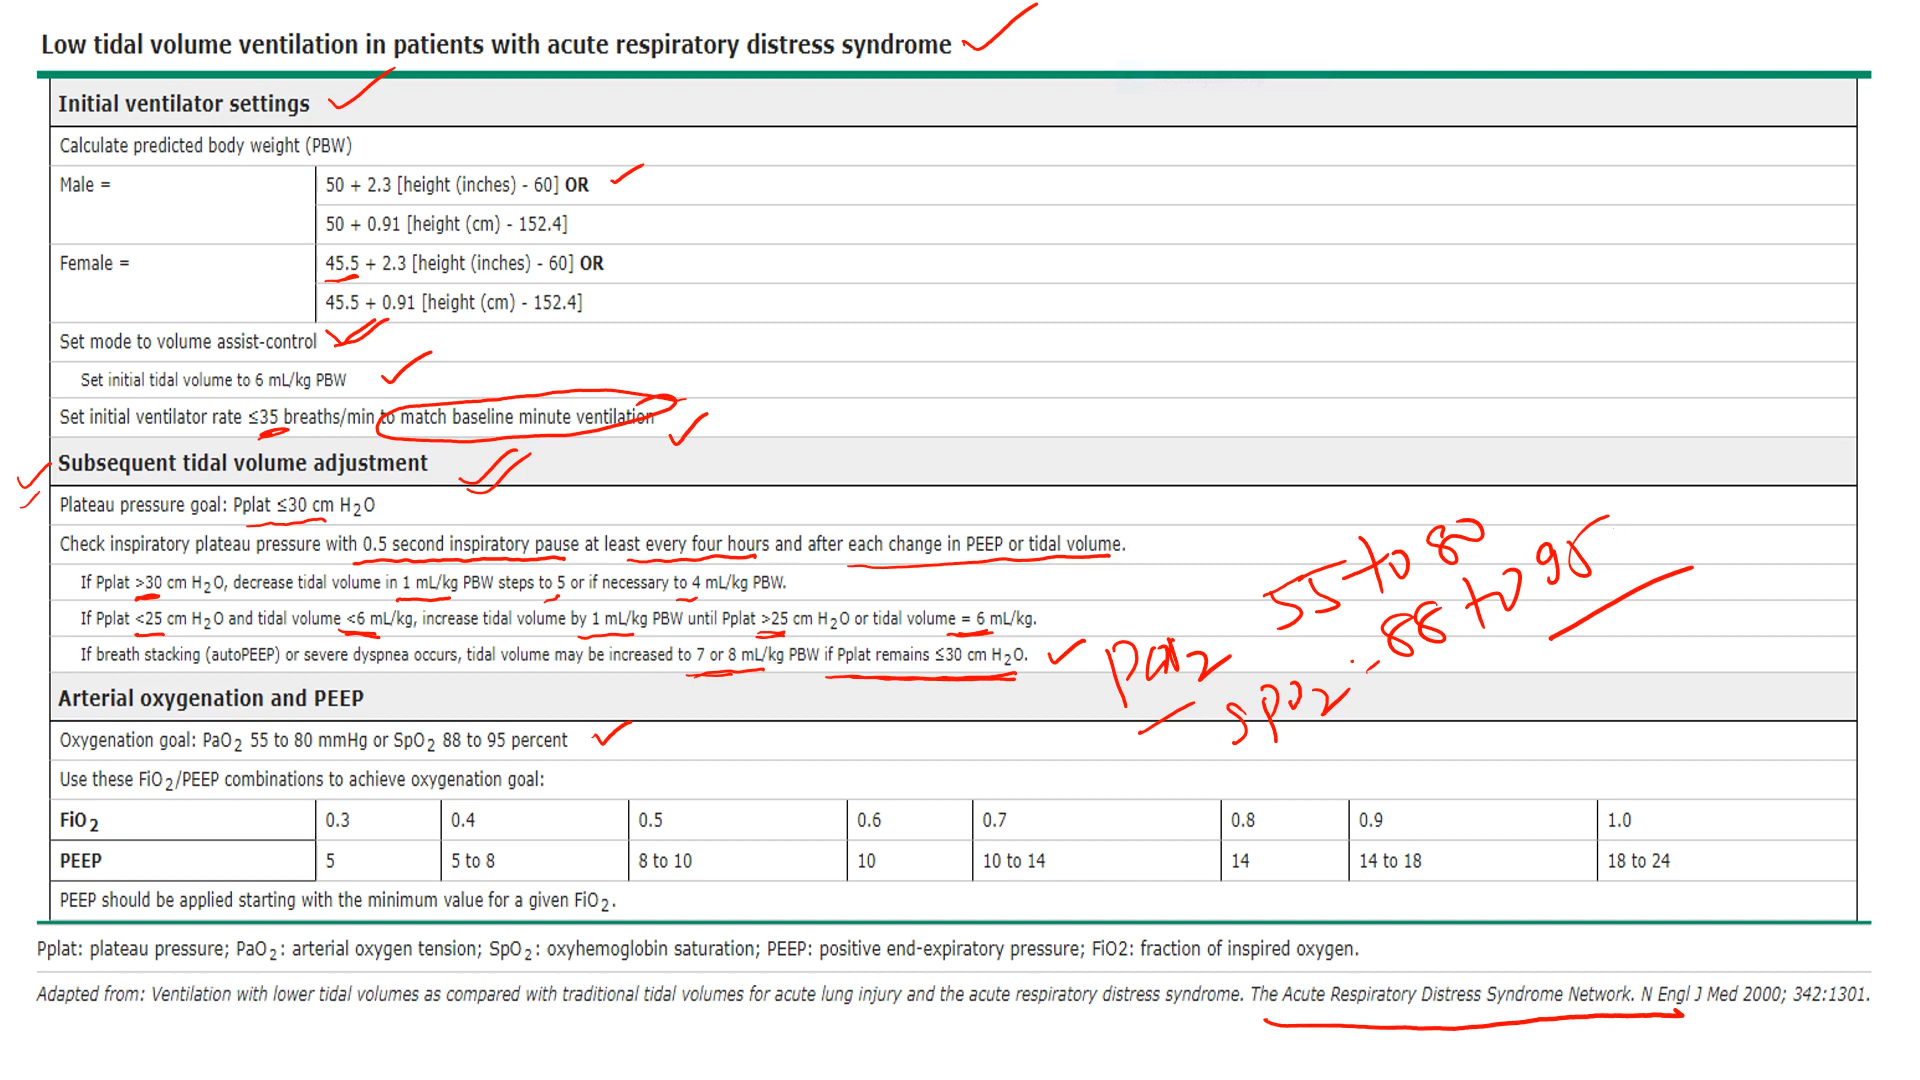 Low tidal volume ventilation in patients with acute respiratory distress syndrome
Initial ventilator settings
Calculate predicted body weight (PBW)
Male =
50 + 2.3 [height (inches) - 60] OR
50 + 0.91 [height (cm) - 152.4]
Female =
45.5 + 2.3 [height (inches) - 60] OR
45.5 + 0.91 [height (cm) - 152.4]
Set mode to volume assist-control
Set initial tidal volume to 6 mL/kg PBW
Set initial ventilator rate ≤35 breaths/min to match baseline minute ventilation
Subsequent tidal volume adjustment
Plateau pressure goal: Pplat ≤30 cm H2O
Check inspiratory plateau pressure with 0.5 second inspiratory pause at least every four hours and after each change in PEEP or tidal volume.
If Pplat >30 cm H2O, decrease tidal volume in 1 mL/kg PBW steps to 5 or if necessary to 4 mL/kg PBW.
If Pplat <25 cm H2O and tidal volume <6 mL/kg, increase tidal volume by 1 mL/kg PBW until Pplat >25 cm H2O or tidal volume = 6 mL/kg.
If breath stacking (autoPEEP) or severe dyspnea occurs, tidal volume may be increased to 7 or 8 mL/kg PBW if Pplat remains ≤30 cm H2O.
PaO2 55 to 80
SpO2 :- 88 to 95
Arterial oxygenation and PEEP
Oxygenation goal: PaO2 55 to 80 mmHg or SpO2 88 to 95 percent
Use these FiO2/PEEP combinations to achieve oxygenation goal:
FiO2 0.3 0.4 0.5 0.6 0.7 0.8 0.9 1.0
PEEP 5 5 to 8 8 to 10 10 10 to 14 14 14 to 18 18 to 24
PEEP should be applied starting with the minimum value for a given FiO2.
Pplat: plateau pressure; PaO2: arterial oxygen tension; SpO2: oxyhemoglobin saturation; PEEP: positive end-expiratory pressure; FiO2: fraction of inspired oxygen.
Adapted from: Ventilation with lower tidal volumes as compared with traditional tidal volumes for acute lung injury and the acute respiratory distress syndrome. The Acute Respiratory Distress Syndrome Network. N Engl J Med 2000; 342:1301.